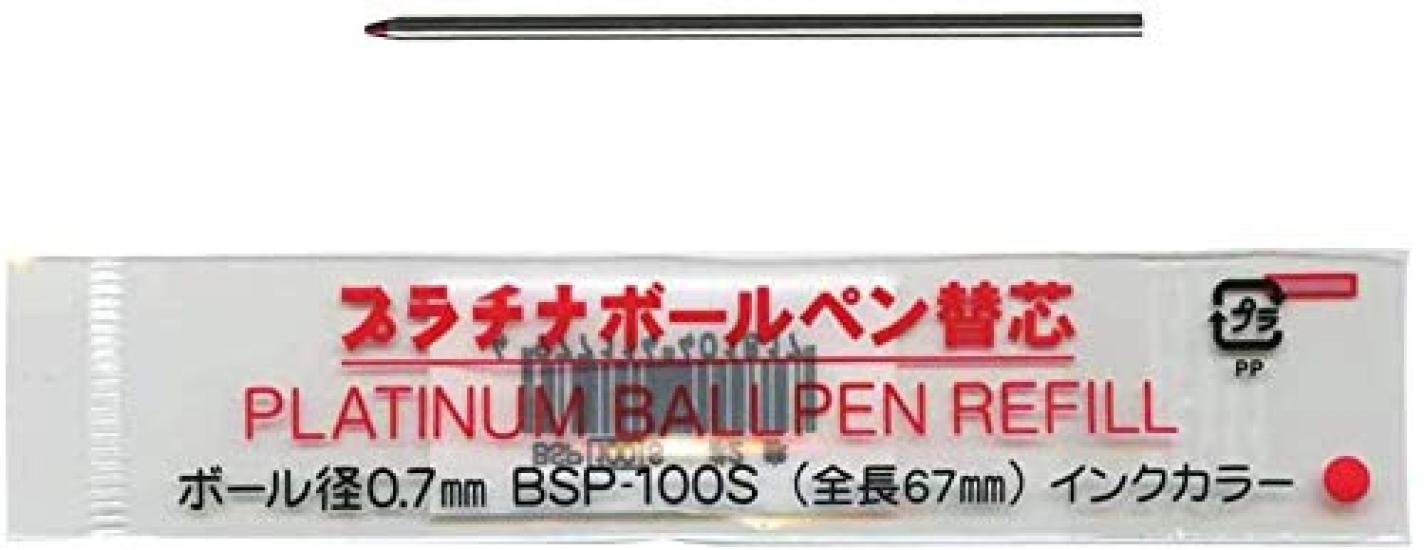 プラチナボールペン替芯
PLATINUM BALLPEN REFILL
ボール径0.7mm BSP-100S（全長67mm）インクカラー
プラ
PP